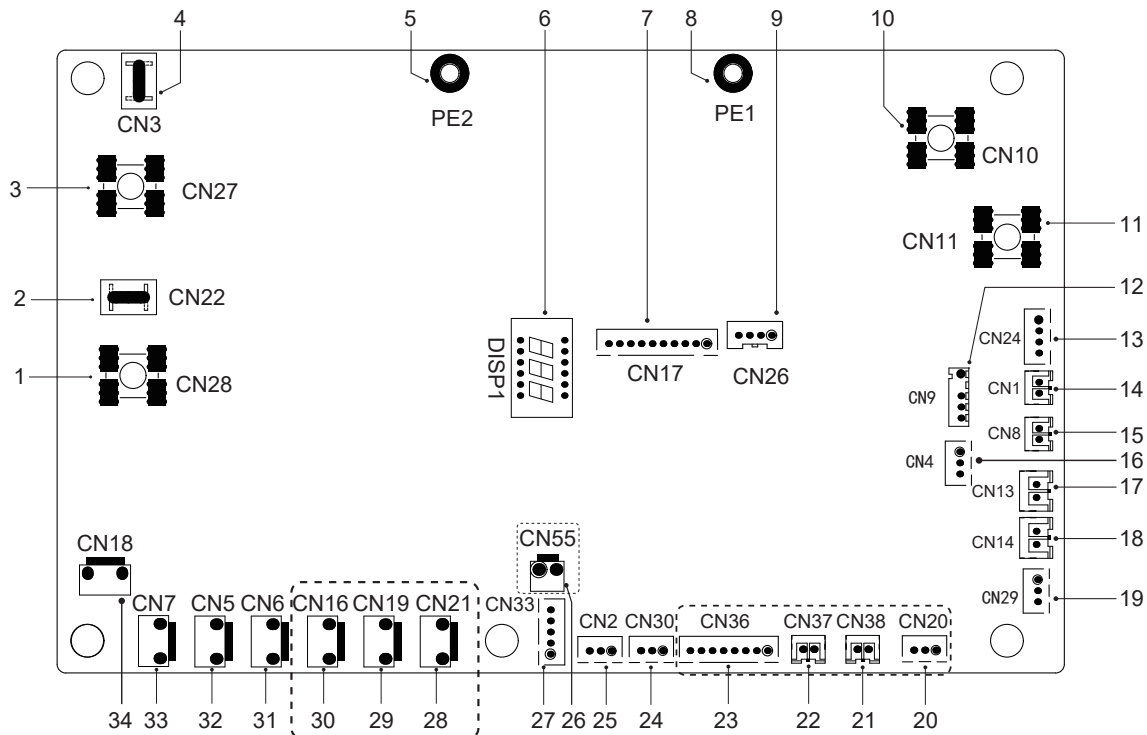 4 5 6 7 8 9 10
CN3 PE2 PE1
CN10
3 CN27
CN11 11
2 CN22
12
CN24 13
DISP1
CN17 CN26
1 CN28
CN9 CN1 14
CN8 15
CN4 16
CN13 17
CN14 18
CN18 CN55
CN29 19
CN7 CN5 CN6 CN16 CN19 CN21 CN33 CN2 CN30 CN36 CN37 CN38 CN20
34 33 32 31 30 29 28 27 26 25 24 23 22 21 20